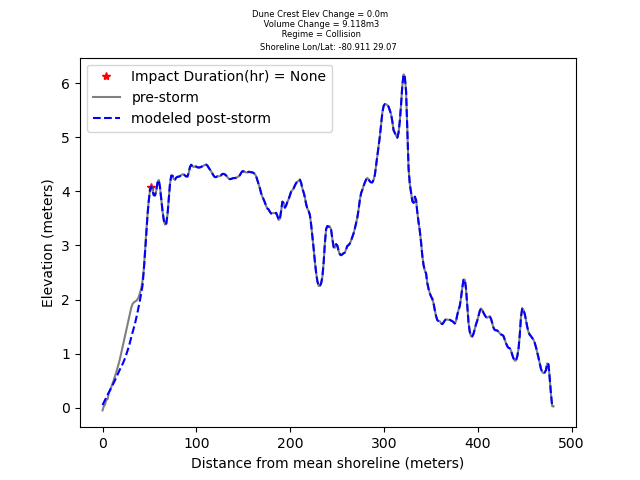 Dune Crest Elev Change = 0.0m
Volume Change = 9.118m3
Regime = Collision
Shoreline Lon/Lat: -80.911 29.07
Impact Duration(hr) = None
pre-storm
modeled post-storm
6
5
4
3
2
1
0
Elevation (meters)
0 100 200 300 400 500
Distance from mean shoreline (meters)